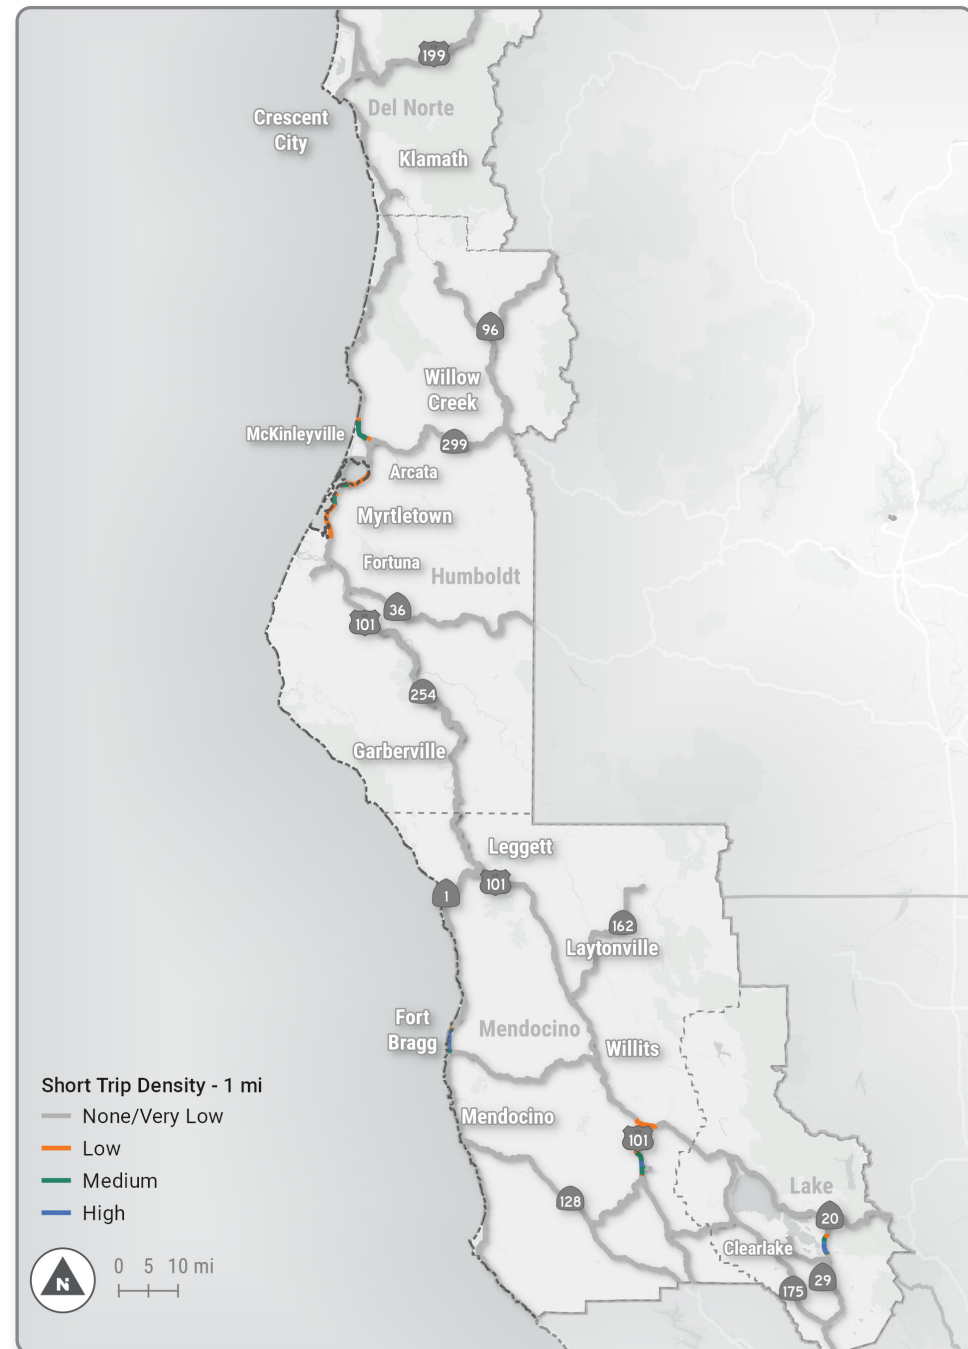 199
Crescent
City
Del Norte
Klamath
96
Willow
Creek
McKinleyville
299
Arcata
Myrtletown
Fortuna
Humboldt
36
101
254
Garberville
Leggett
101
1
162
Laytonville
Fort
Bragg
Mendocino
Willits
Short Trip Density - 1 mi
None/Very Low
Low
Medium
High
Mendocino
101
128
Lake
20
Clearlake
29
175
N
0 5 10 mi